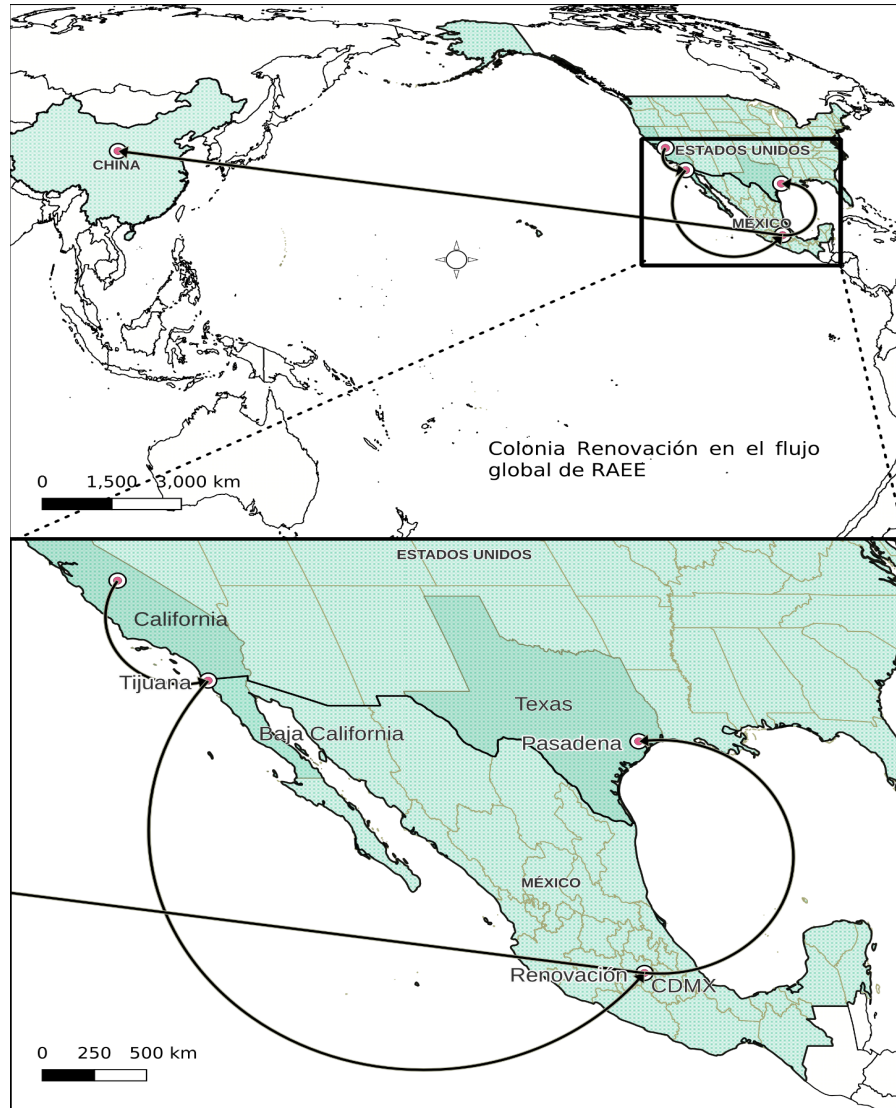 CHINA
ESTADOS UNIDOS
MÉXICO
Colonia Renovación en el flujo
global de RAEE
0 1,500 3,000 km
ESTADOS UNIDOS
California
Tijuana
Texas
Baja California
Pasadena
MÉXICO
Renovación
CDMX
0 250 500 km